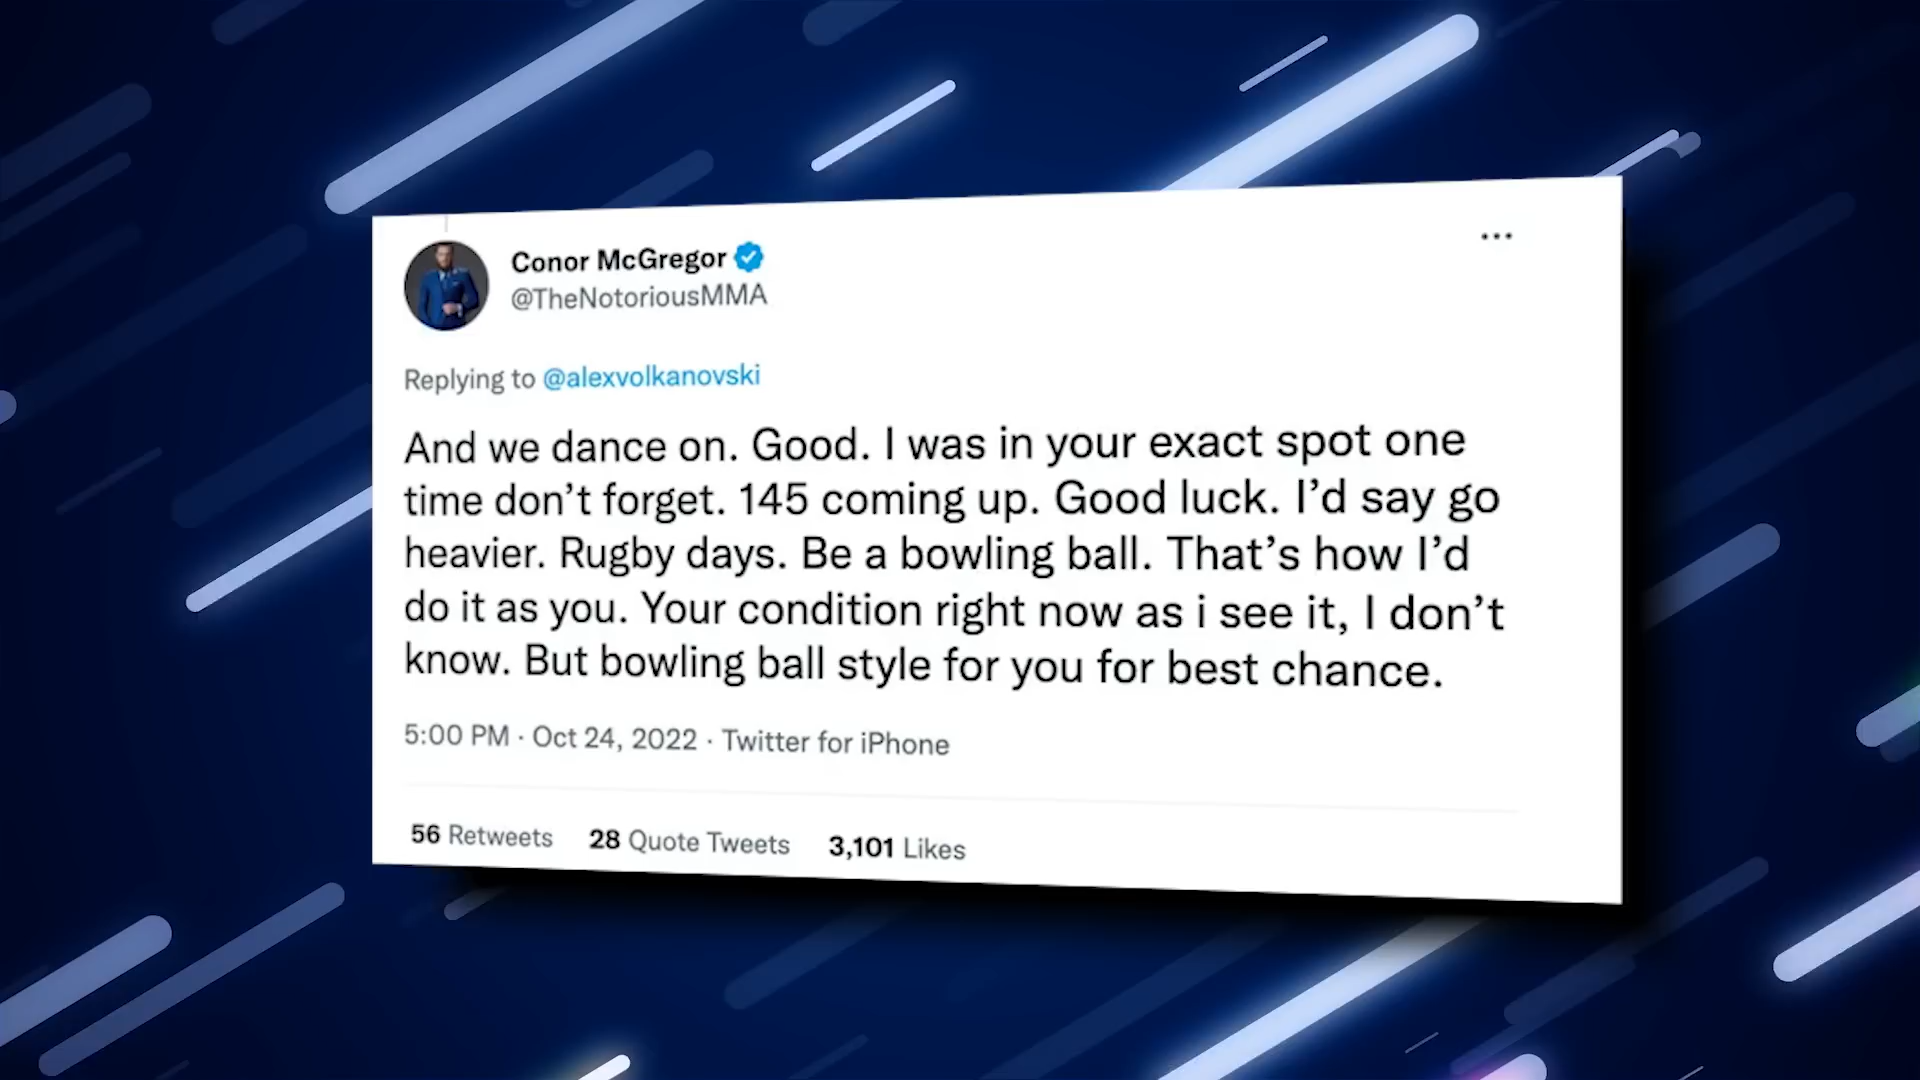 Conor McGregor
@TheNotoriousMMA
Replying to @alexvolkanovski
And we dance on. Good. I was in your exact spot one
time don’t forget. 145 coming up. Good luck. I’d say go
heavier. Rugby days. Be a bowling ball. That’s how I’d
do it as you. Your condition right now as i see it, I don’t
know. But bowling ball style for you for best chance.
5:00 PM · Oct 24, 2022 · Twitter for iPhone
56 Retweets 28 Quote Tweets 3,101 Likes